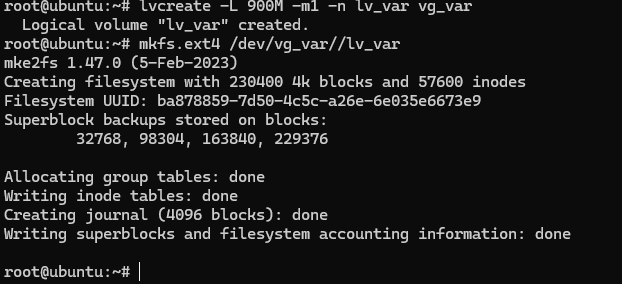 root@ubuntu:~# lvcreate -L 900M -m1 -n lv_var vg_var
  Logical volume "lv_var" created.
root@ubuntu:~# mkfs.ext4 /dev/vg_var//lv_var
mke2fs 1.47.0 (5-Feb-2023)
Creating filesystem with 230400 4k blocks and 57600 inodes
Filesystem UUID: ba878859-7d50-4c5c-a26e-6e035e6673e9
Superblock backups stored on blocks:
        32768, 98304, 163840, 229376

Allocating group tables: done
Writing inode tables: done
Creating journal (4096 blocks): done
Writing superblocks and filesystem accounting information: done

root@ubuntu:~#